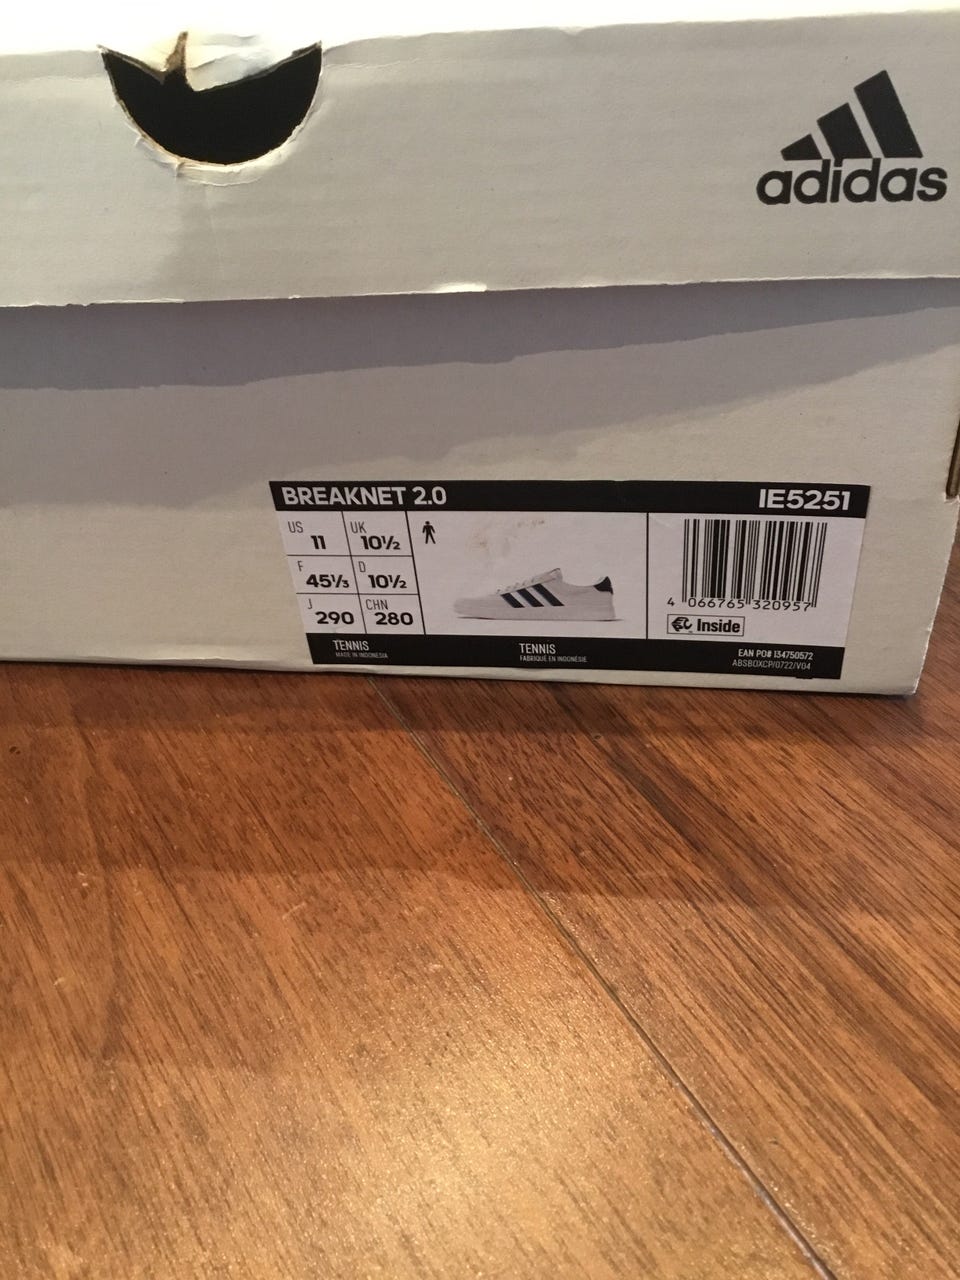 adidas
BREAKNET 2.0 IE5251
US 11 UK 10½
F 45⅓ D 10½
J 290 CHN 280
4 066765 320957
Inside
TENNIS
MADE IN INDONESIA
TENNIS
FABRIQUÉ EN INDONÉSIE
EAN PO# 134750572
ABSBOXCP/0722/V04